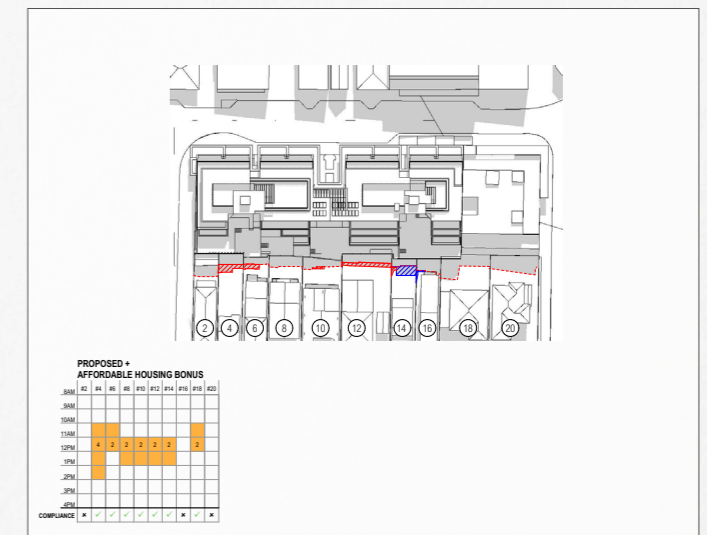 2 4 6 8 10 12 14 16 18 20
PROPOSED +
AFFORDABLE HOUSING BONUS
8AM #2 #4 #6 #8 #10 #12 #14 #16 #18 #20
9AM
10AM
11AM
12PM 4 2 2 2 2 2 2
1PM
2PM
3PM
4PM
COMPLIANCE × ✓ ✓ ✓ ✓ ✓ ✓ × ✓ ×